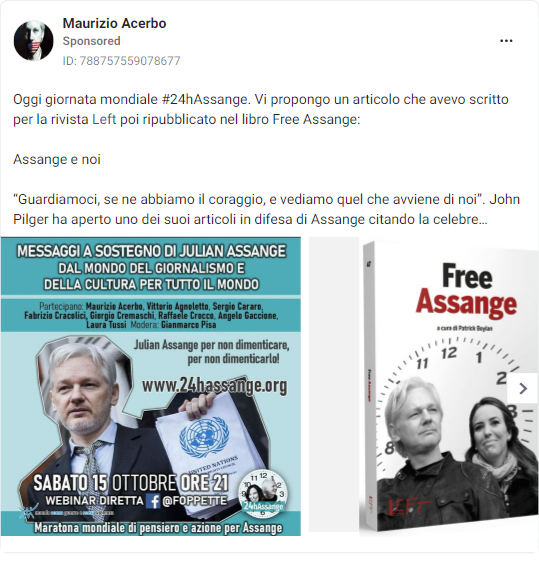 Maurizio Acerbo
Sponsored
ID: 788757559078677
Oggi giornata mondiale #24hAssange. Vi propongo un articolo che avevo scritto
per la rivista Left poi ripubblicato nel libro Free Assange:
Assange e noi
“Guardiamoci, se ne abbiamo il coraggio, e vediamo quel che avviene di noi”. John
Pilger ha aperto uno dei suoi articoli in difesa di Assange citando la celebre...
MESSAGGI A SOSTEGNO DI JULIAN ASSANGE
DAL MONDO DEL GIORNALISMO E
DELLA CULTURA PER TUTTO IL MONDO
Partecipano: Maurizio Acerbo, Vittorio Agnoletto, Sergio Cararo,
Fabrizio Cracolici, Giorgio Cremaschi, Raffaele Crocco, Angelo Gaccione,
Laura Tussi Modera: Gianmarco Pisa
Julian Assange per non dimenticare,
per non dimenticarlo!
www.24hassange.org
UNITED NATIONS
SABATO 15 OTTOBRE ORE 21
WEBINAR DIRETTA f @FOPPETTE
24hAssange
Maratona mondiale di pensiero e azione per Assange
Free
Assange
a cura di Patrick Boylan
11 12 1
2
3
8
Free Assange
LEFT